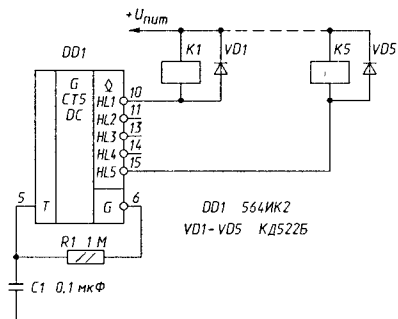 +Uпит
K1
VD1
K5
VD5
DD1
G
CT5
DC
◇
HL1 10
HL2 11
HL3 13
HL4 14
HL5 15
5 T
G 6
R1 1 М
C1 0,1 мкФ
DD1 564ИК2
VD1-VD5 КД522Б